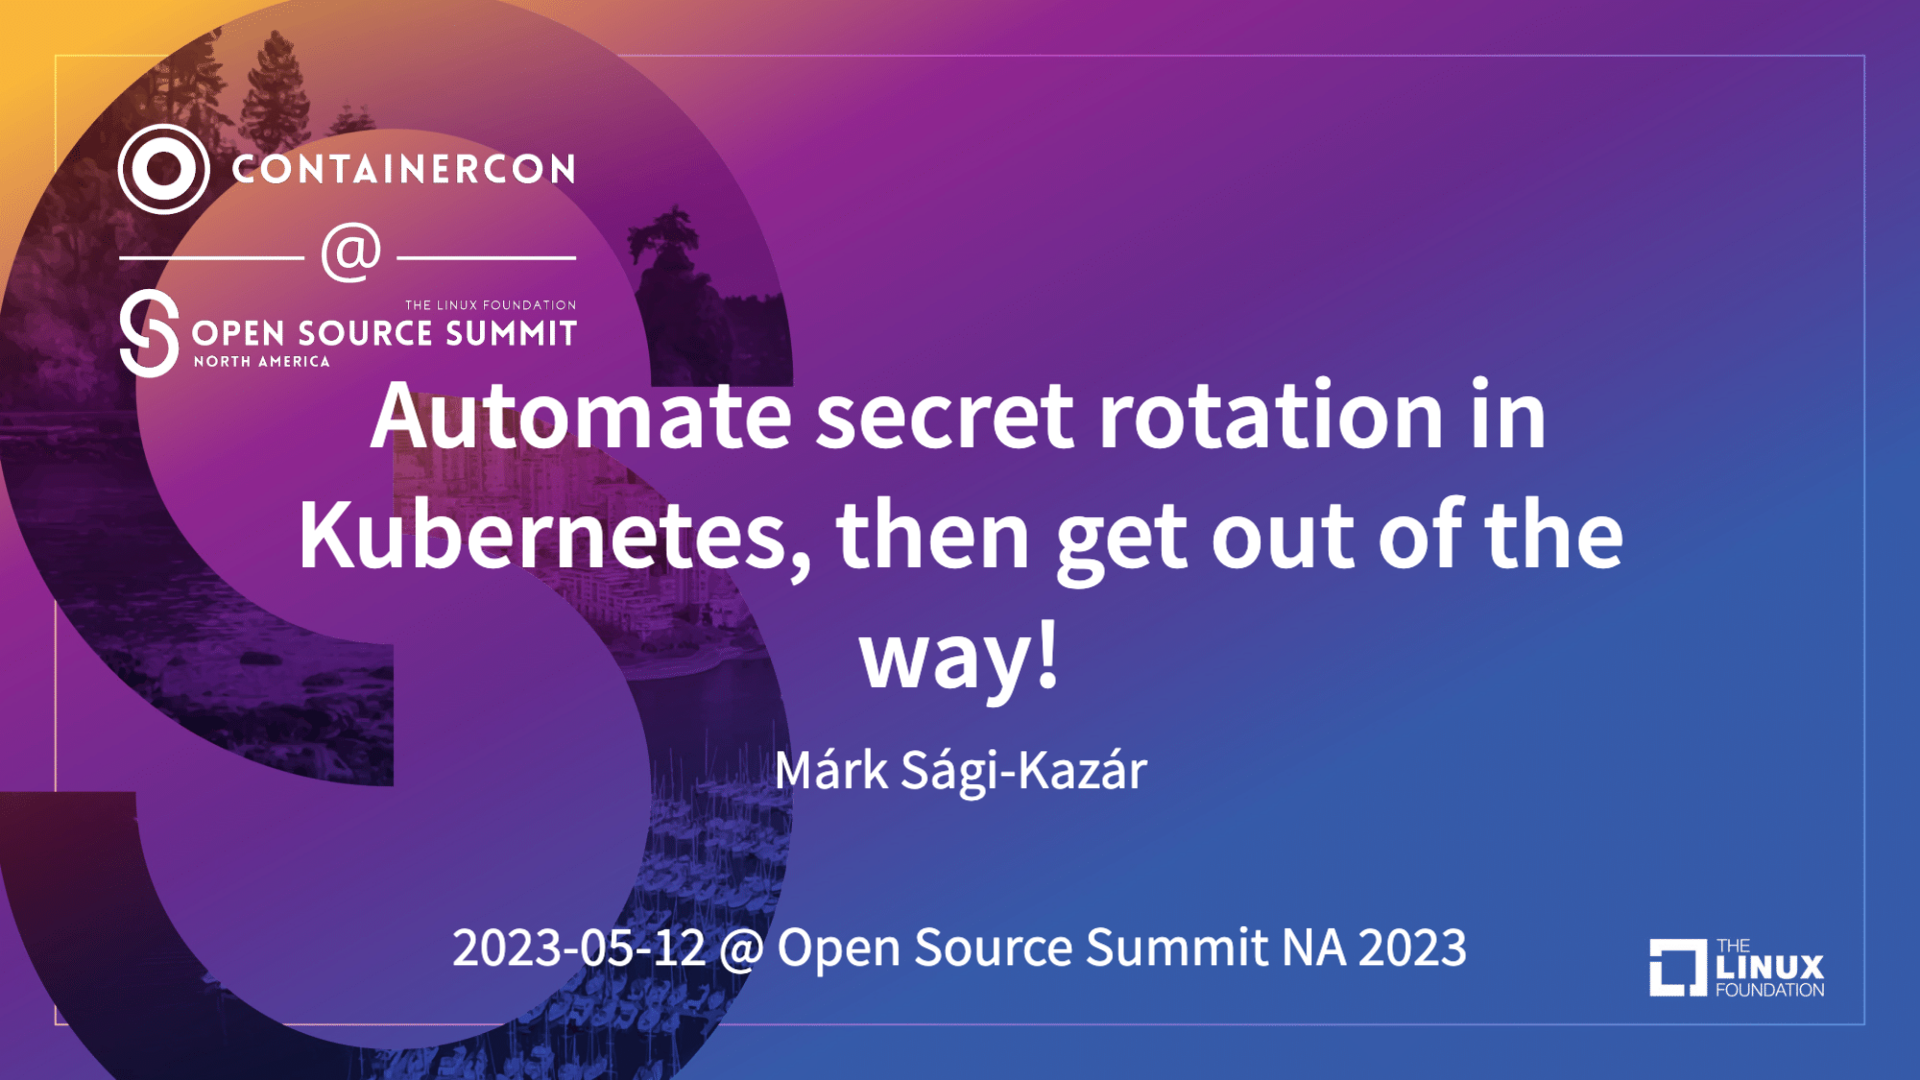 CONTAINERCON
@
THE LINUX FOUNDATION
OPEN SOURCE SUMMIT
NORTH AMERICA
Automate secret rotation in
Kubernetes, then get out of the
way!
Márk Sági-Kazár
2023-05-12 @ Open Source Summit NA 2023
THE
LINUX
FOUNDATION